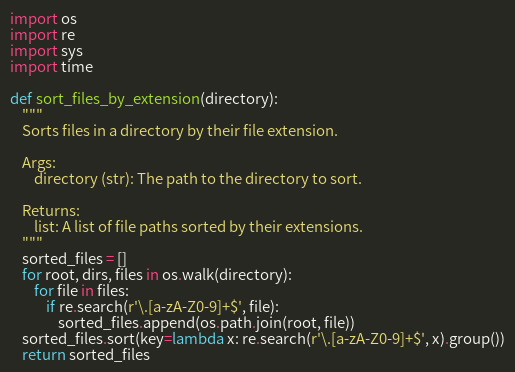 import os
import re
import sys
import time

def sort_files_by_extension(directory):
    """
    Sorts files in a directory by their file extension.

    Args:
        directory (str): The path to the directory to sort.

    Returns:
        list: A list of file paths sorted by their extensions.
    """
    sorted_files = []
    for root, dirs, files in os.walk(directory):
        for file in files:
            if re.search(r'\.[a-zA-Z0-9]+$', file):
                sorted_files.append(os.path.join(root, file))
    sorted_files.sort(key=lambda x: re.search(r'\.[a-zA-Z0-9]+$', x).group())
    return sorted_files